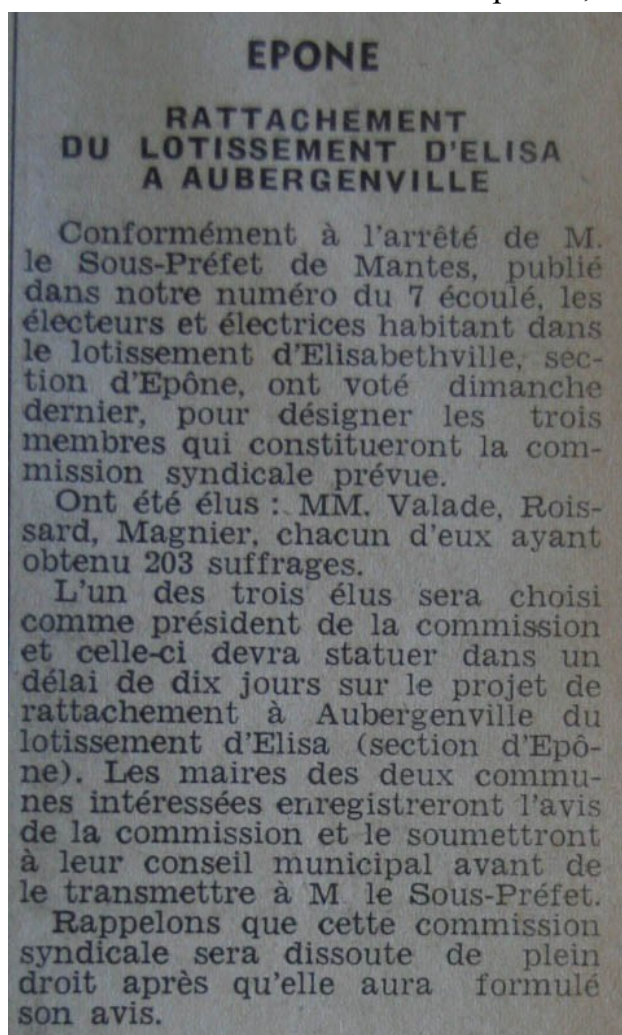 EPONE
RATTACHEMENT
DU LOTISSEMENT D'ELISA
A AUBERGENVILLE
Conformément à l'arrêté de M.
le Sous-Préfet de Mantes, publié
dans notre numéro du 7 écoulé, les
électeurs et électrices habitant dans
le lotissement d'Elisabethville, sec-
tion d'Epône, ont voté dimanche
dernier, pour désigner les trois
membres qui constitueront la com-
mission syndicale prévue.
Ont été élus : MM. Valade, Rois-
sard, Magnier, chacun d'eux ayant
obtenu 203 suffrages.
L'un des trois élus sera choisi
comme président de la commission
et celle-ci devra statuer dans un
délai de dix jours sur le projet de
rattachement à Aubergenville du
lotissement d'Elisa (section d'Epô-
ne). Les maires des deux commu-
nes intéressées enregistreront l'avis
de la commission et le soumettront
à leur conseil municipal avant de
le transmettre à M le Sous-Préfet.
Rappelons que cette commission
syndicale sera dissoute de plein
droit après qu'elle aura formulé
son avis.